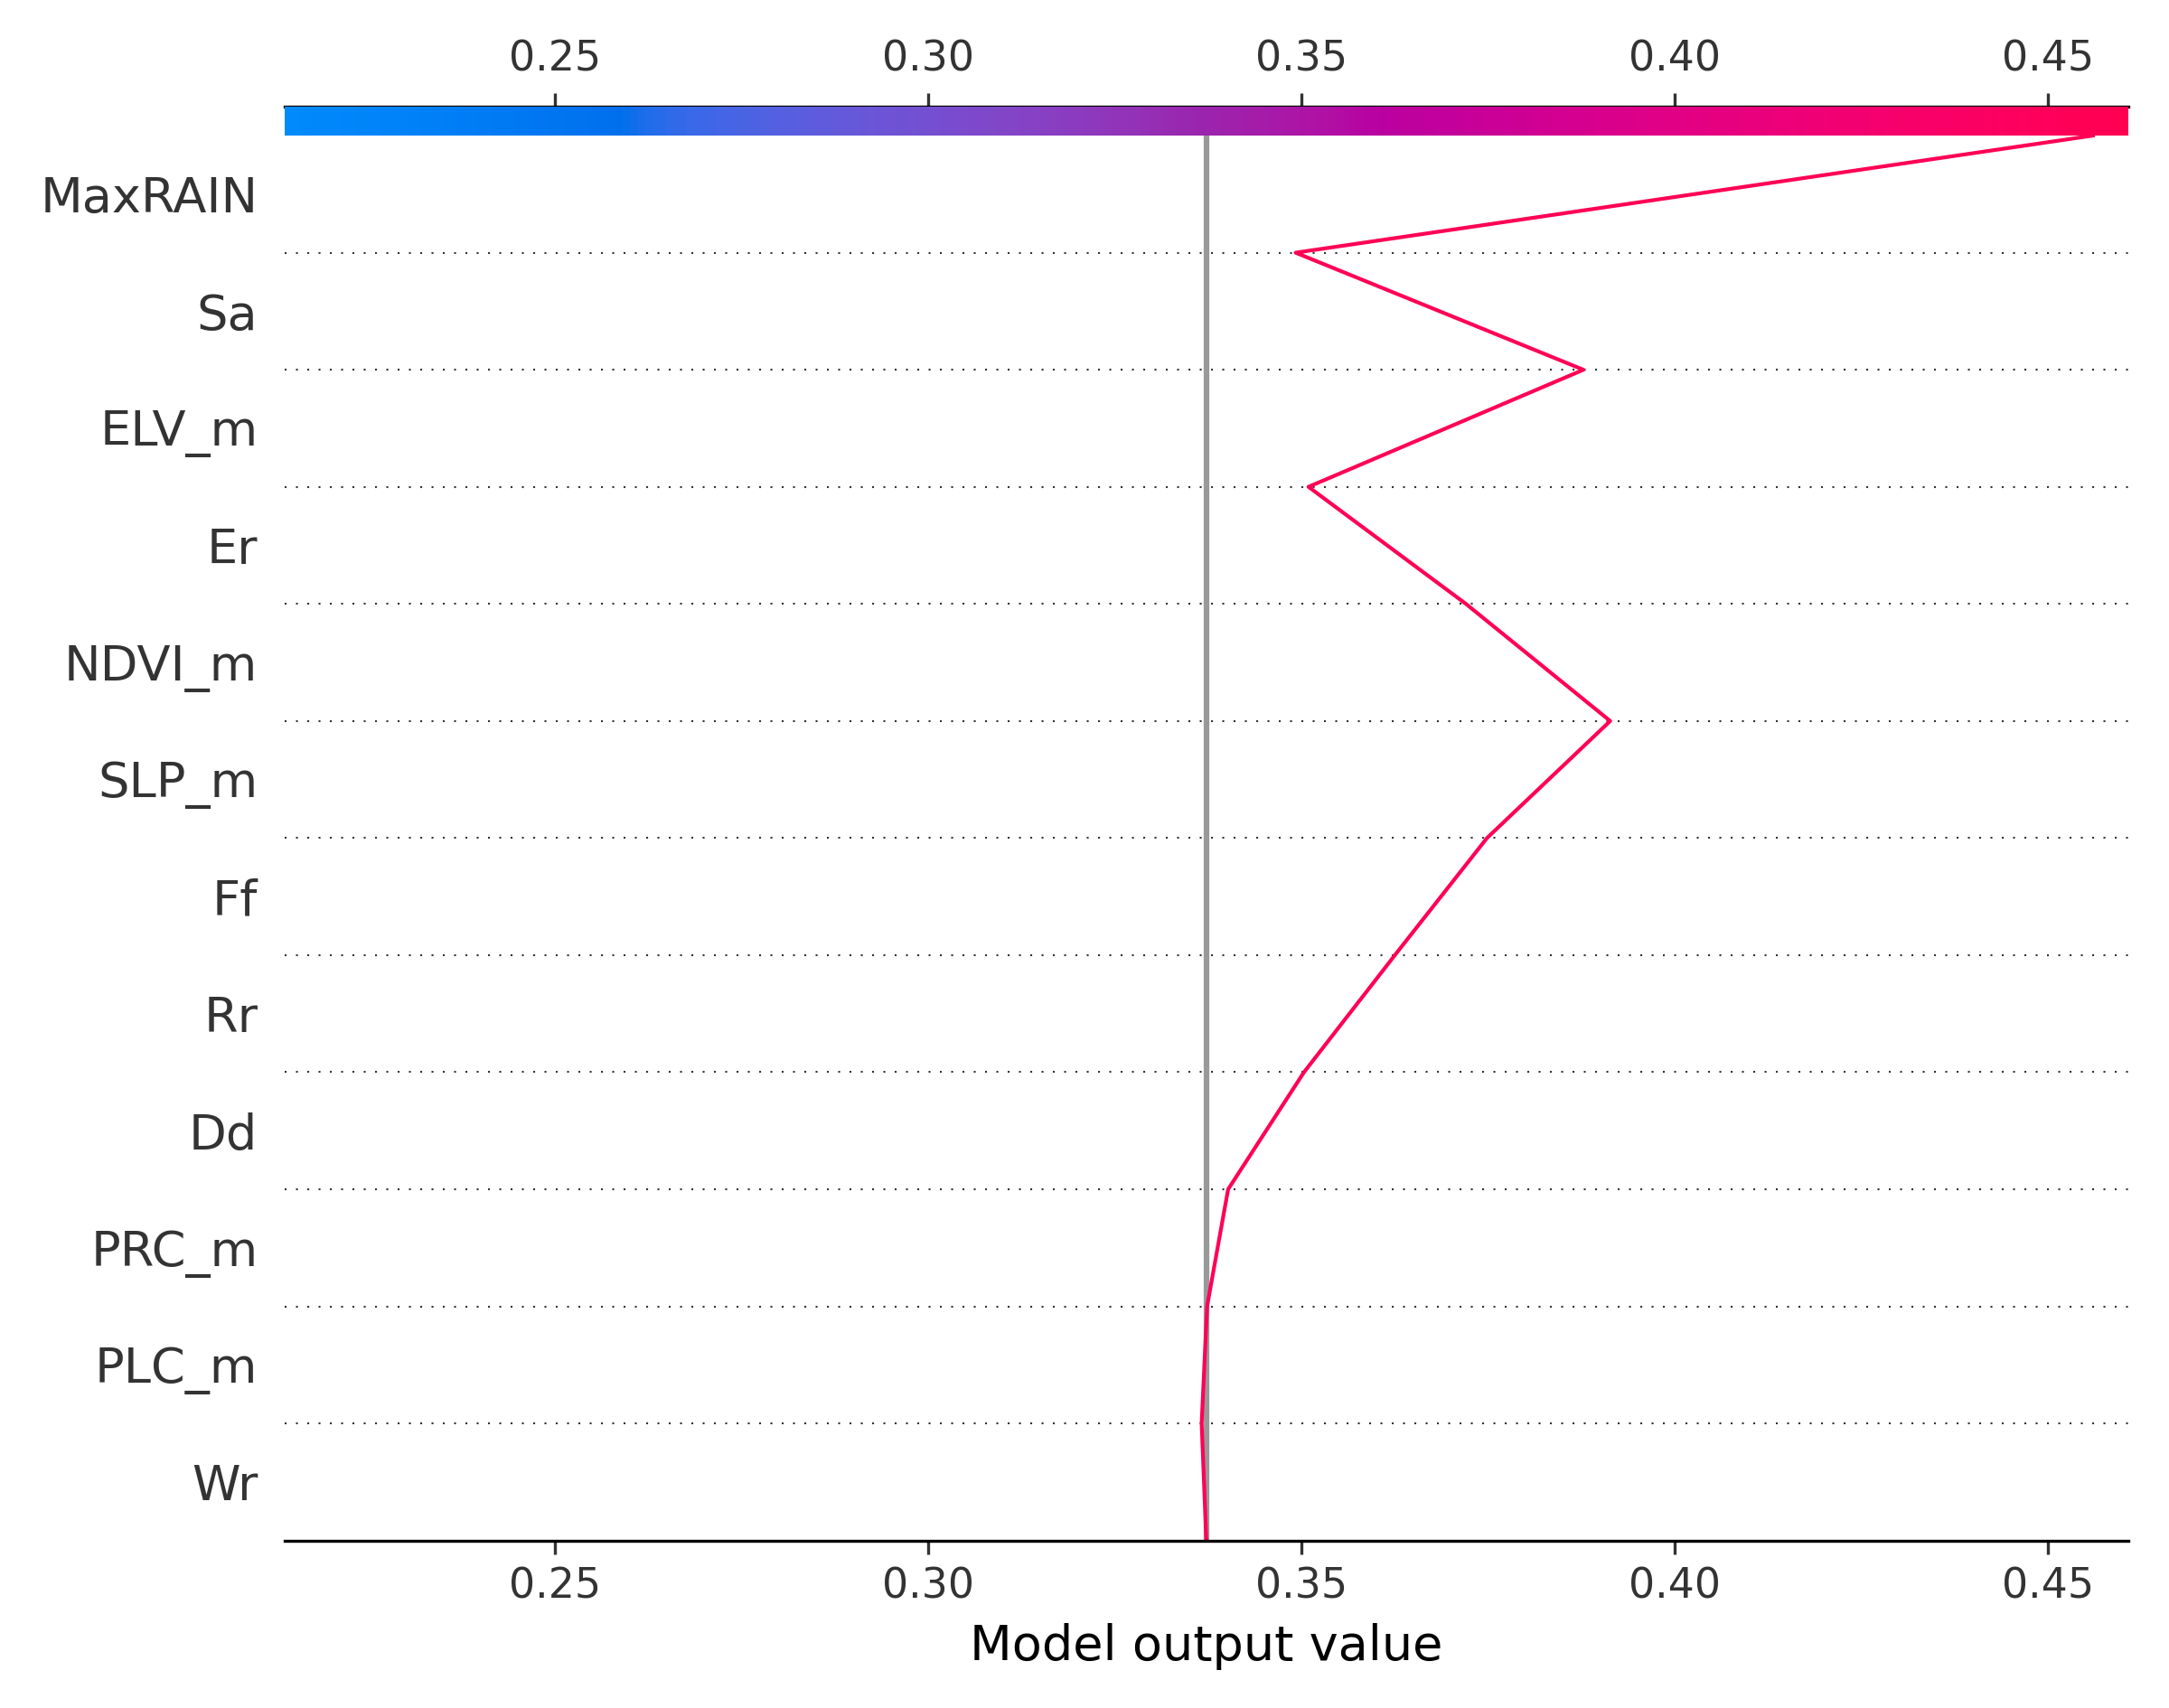 0.25 0.30 0.35 0.40 0.45
MaxRAIN
Sa
ELV_m
Er
NDVI_m
SLP_m
Ff
Rr
Dd
PRC_m
PLC_m
Wr
0.25 0.30 0.35 0.40 0.45
Model output value